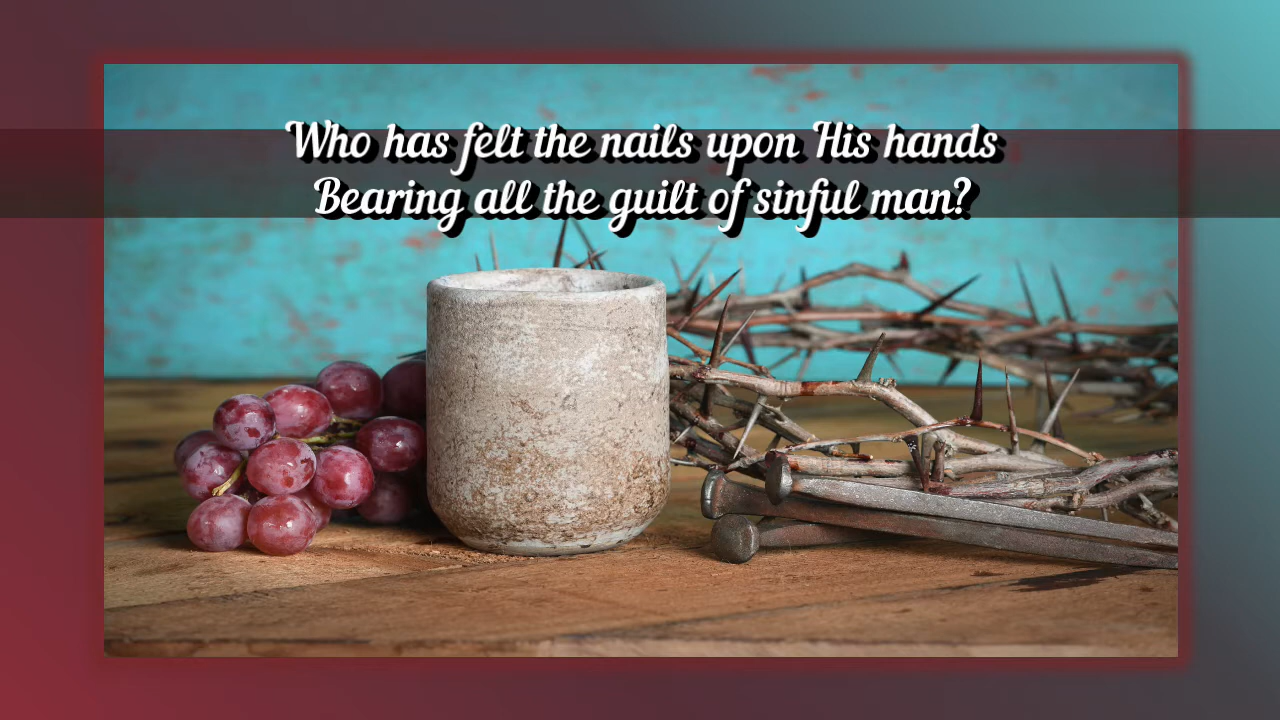 Who has felt the nails upon His hands
Bearing all the guilt of sinful man?